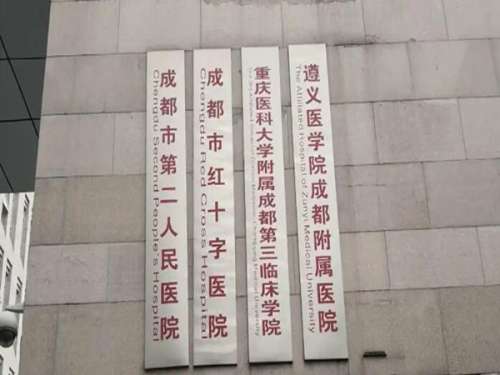 成都市第二人民医院
Chengdu Second People's Hospital
成都市红十字医院
Chengdu Red Cross Hospital
重庆医科大学附属成都第三临床学院
遵义医学院成都附属医院
The Affiliated Hospital of Zunyi Medical University